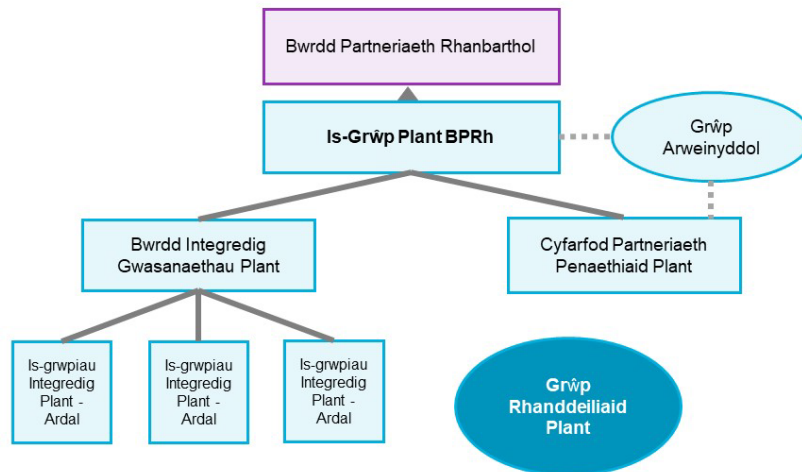 Bwrdd Partneriaeth Rhanbarthol
Is-Grŵp Plant BPRh
Grŵp
Arweinyddol
Bwrdd Integredig
Gwasanaethau Plant
Cyfarfod Partneriaeth
Penaethiaid Plant
Is-grwpiau
Integredig
Plant -
Ardal
Is-grwpiau
Integredig
Plant -
Ardal
Is-grwpiau
Integredig
Plant -
Ardal
Grŵp
Rhanddeiliaid
Plant